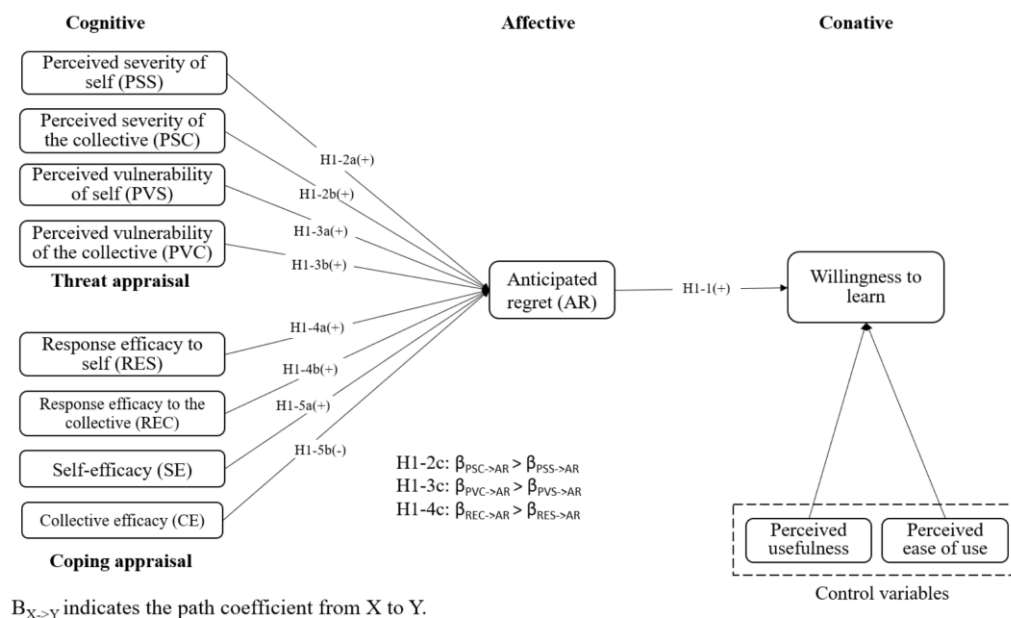 Cognitive
Affective
Conative
Perceived severity of
self (PSS)
Perceived severity of
the collective (PSC)
Perceived vulnerability
of self (PVS)
Perceived vulnerability
of the collective (PVC)
Threat appraisal
Response efficacy to
self (RES)
Response efficacy to the
collective (REC)
Self-efficacy (SE)
Collective efficacy (CE)
Coping appraisal
H1-2a(+)
H1-2b(+)
H1-3a(+)
H1-3b(+)
H1-4a(+)
H1-4b(+)
H1-5a(+)
H1-5b(-)
Anticipated
regret (AR)
H1-1(+)
Willingness to
learn
H1-2c: βPSC->AR > βPSS->AR
H1-3c: βPVC->AR > βPVS->AR
H1-4c: βREC->AR > βRES->AR
Perceived
usefulness
Perceived
ease of use
Control variables
BX->Y indicates the path coefficient from X to Y.